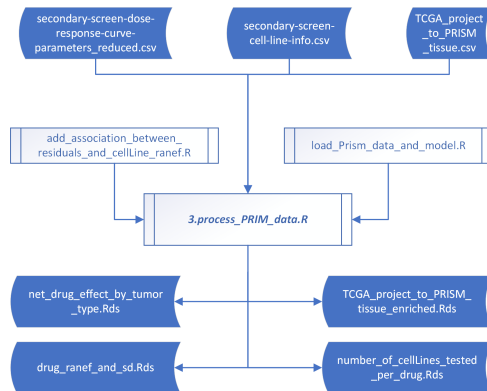 secondary-screen-dose-
response-curve-
parameters_reduced.csv
secondary-screen-
cell-line-info.csv
TCGA_project
_to_PRISM
_tissue.csv
add_association_between_
residuals_and_cellLine_ranef.R
load_Prism_data_and_model.R
3.process_PRIM_data.R
net_drug_effect_by_tumor
_type.Rds
TCGA_project_to_PRISM_
tissue_enriched.Rds
drug_ranef_and_sd.Rds
number_of_cellLines_tested
_per_drug.Rds